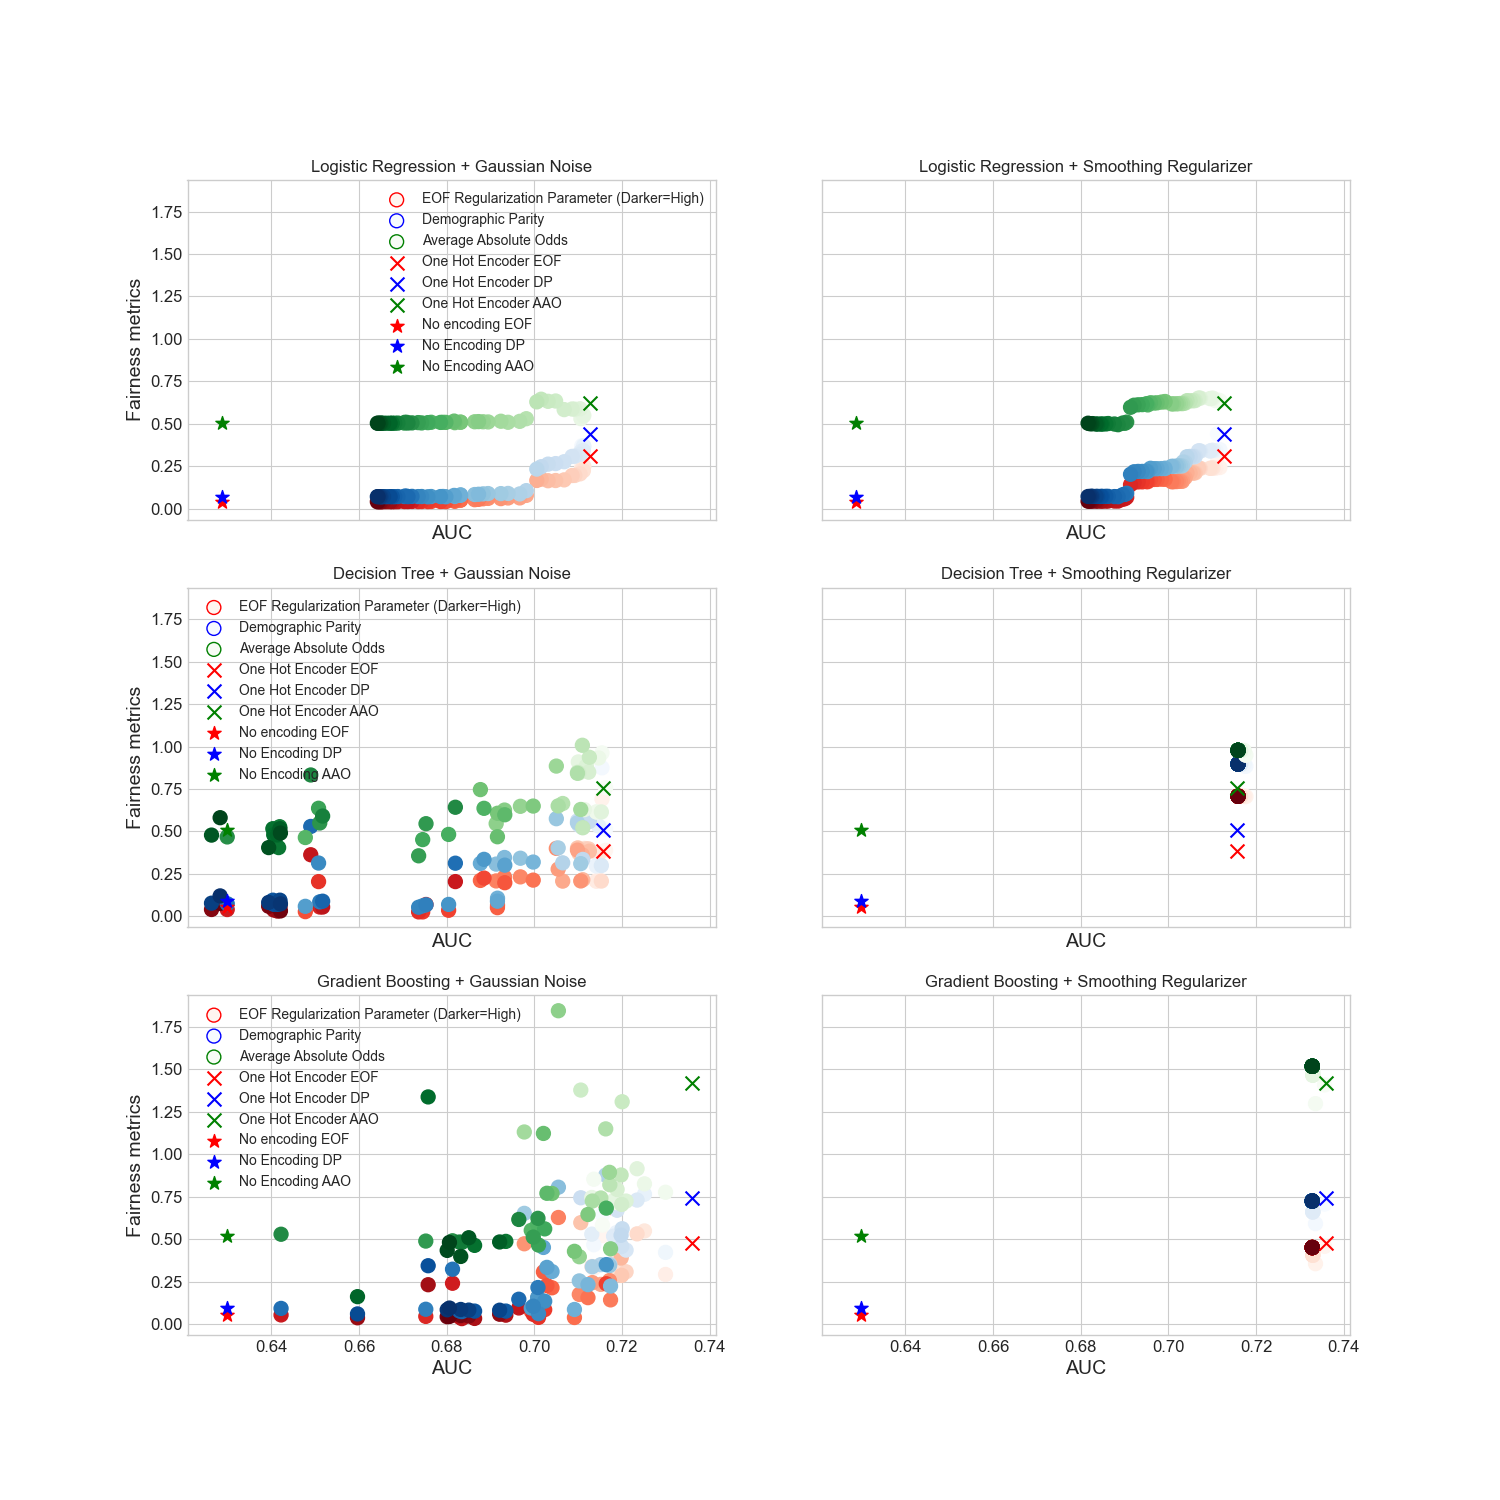 Logistic Regression + Gaussian Noise
Fairness metrics
1.75
1.50
1.25
1.00
0.75
0.50
0.25
0.00
EOF Regularization Parameter (Darker=High)
Demographic Parity
Average Absolute Odds
One Hot Encoder EOF
One Hot Encoder DP
One Hot Encoder AAO
No encoding EOF
No Encoding DP
No Encoding AAO
AUC
Logistic Regression + Smoothing Regularizer
AUC
Decision Tree + Gaussian Noise
Fairness metrics
1.75
1.50
1.25
1.00
0.75
0.50
0.25
0.00
EOF Regularization Parameter (Darker=High)
Demographic Parity
Average Absolute Odds
One Hot Encoder EOF
One Hot Encoder DP
One Hot Encoder AAO
No encoding EOF
No Encoding DP
No Encoding AAO
AUC
Decision Tree + Smoothing Regularizer
AUC
Gradient Boosting + Gaussian Noise
Fairness metrics
1.75
1.50
1.25
1.00
0.75
0.50
0.25
0.00
EOF Regularization Parameter (Darker=High)
Demographic Parity
Average Absolute Odds
One Hot Encoder EOF
One Hot Encoder DP
One Hot Encoder AAO
No encoding EOF
No Encoding DP
No Encoding AAO
0.64 0.66 0.68 0.70 0.72 0.74
AUC
Gradient Boosting + Smoothing Regularizer
0.64 0.66 0.68 0.70 0.72 0.74
AUC